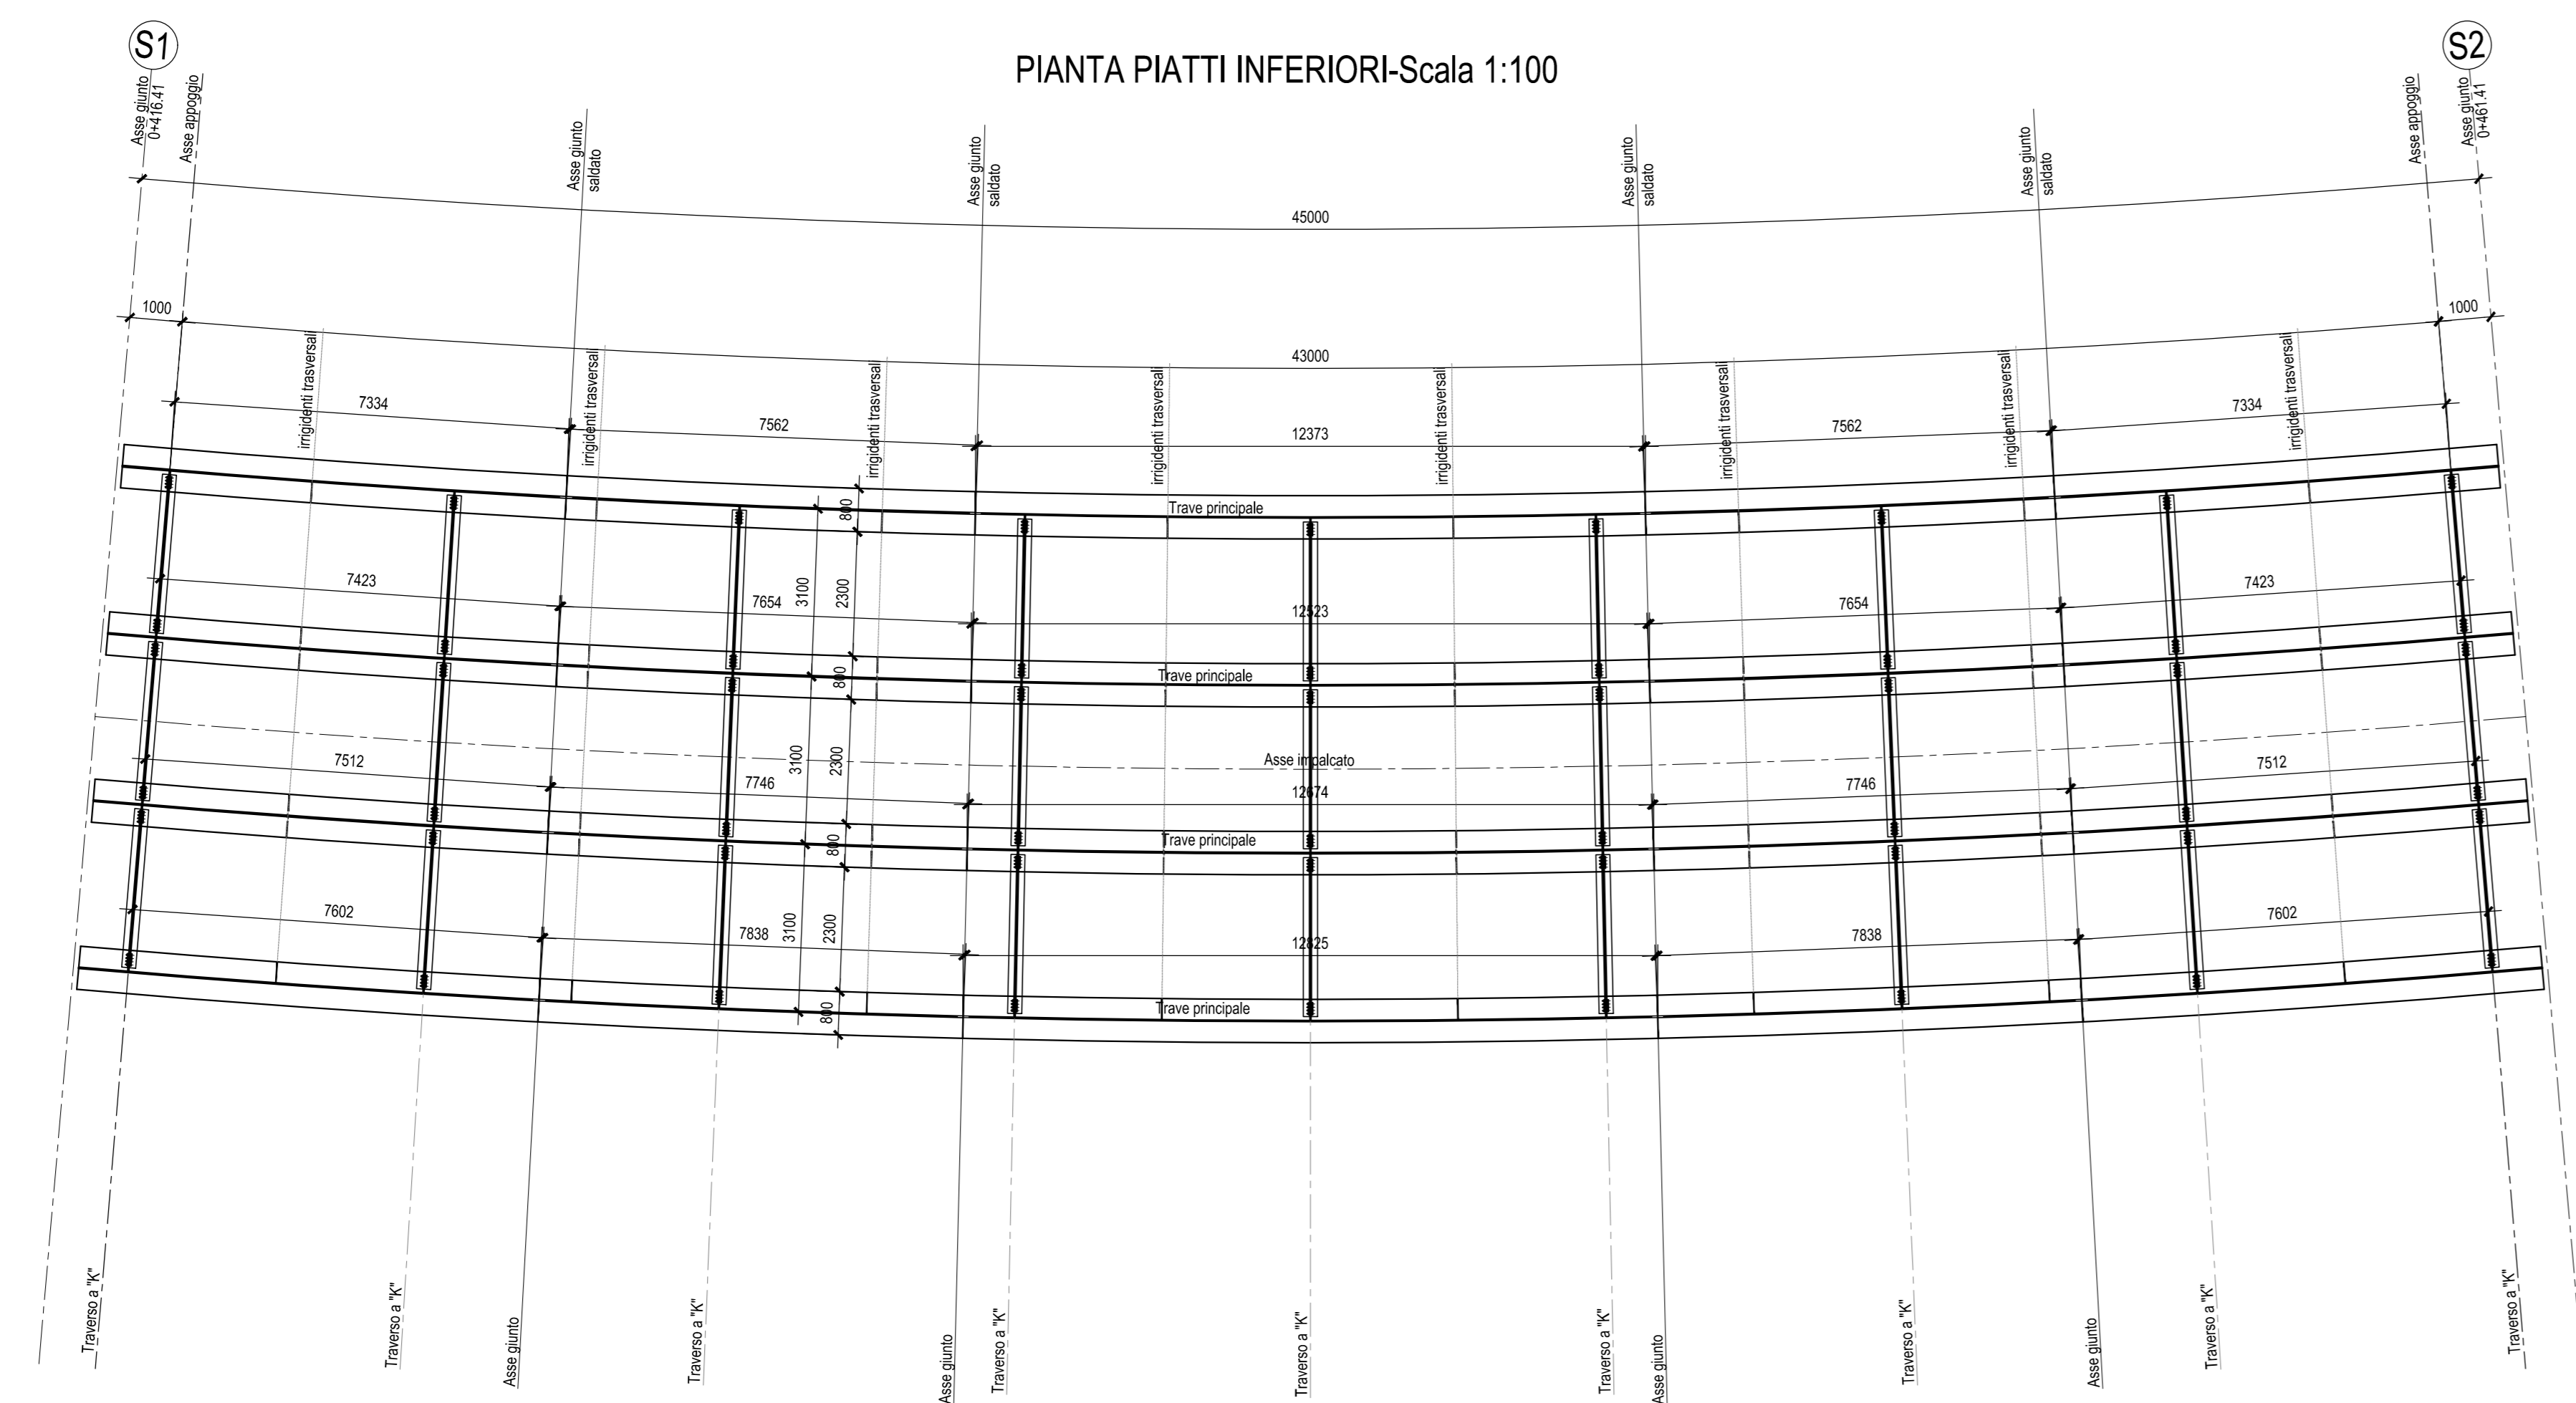 PIANTA PIATTI INFERIORI-Scala 1:100
S1
S2
Asse giunto
0+416.41
Asse appoggio
Asse giunto
saldato
Asse giunto
saldato
Asse giunto
saldato
Asse giunto
saldato
Asse appoggio
Asse giunto
0+461.41
45000
1000
43000
1000
irrigidenti trasversali
irrigidenti trasversali
irrigidenti trasversali
irrigidenti trasversali
irrigidenti trasversali
irrigidenti trasversali
irrigidenti trasversali
irrigidenti trasversali
7334
7562
12373
7562
7334
Trave principale
800
7423
7654
3100
2300
12523
7654
7423
Trave principale
800
Asse impalcato
7512
7746
3100
2300
12674
7746
7512
Trave principale
800
7602
7838
3100
2300
12825
7838
7602
Trave principale
800
Traverso a "K"
Traverso a "K"
Asse giunto
Traverso a "K"
Asse giunto
Traverso a "K"
Traverso a "K"
Traverso a "K"
Asse giunto
Traverso a "K"
Asse giunto
Traverso a "K"
Traverso a "K"